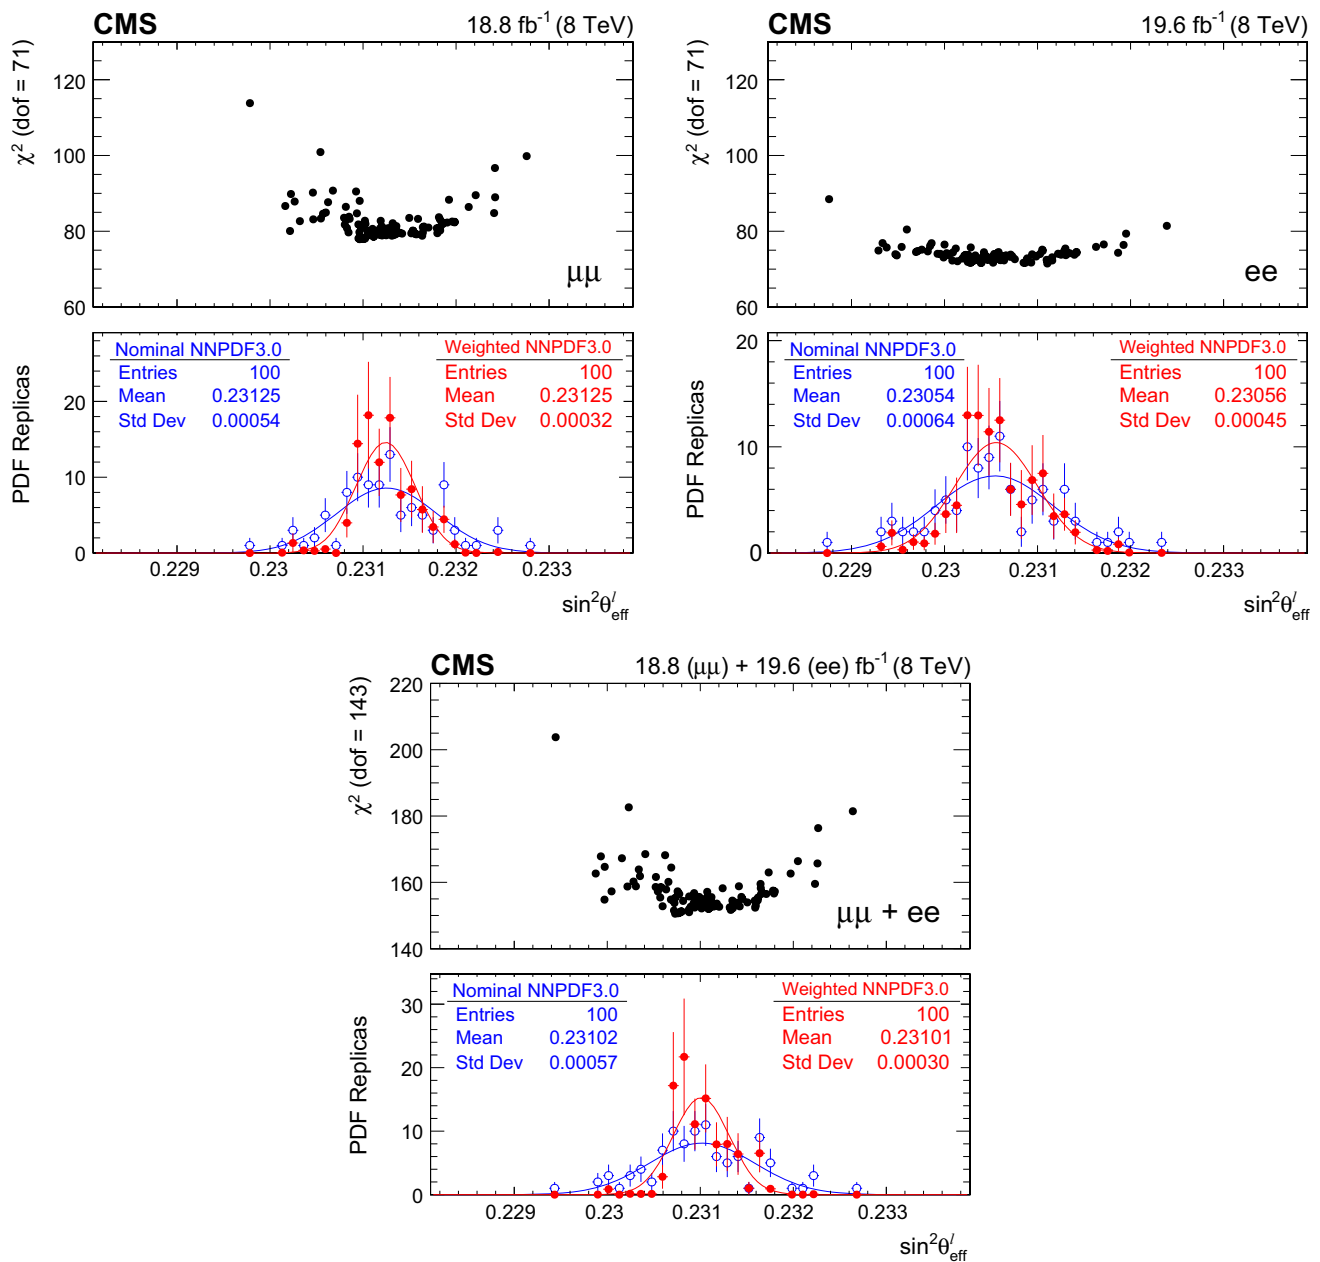 CMS 18.8 fb⁻¹ (8 TeV)
χ² (dof = 71)
120
100
80
60
μμ
PDF Replicas
20
10
0
Nominal NNPDF3.0
Entries 100
Mean 0.23125
Std Dev 0.00054
Weighted NNPDF3.0
Entries 100
Mean 0.23125
Std Dev 0.00032
0.229 0.23 0.231 0.232 0.233
sin²θˡeff
CMS 19.6 fb⁻¹ (8 TeV)
χ² (dof = 71)
120
100
80
60
ee
PDF Replicas
20
10
0
Nominal NNPDF3.0
Entries 100
Mean 0.23054
Std Dev 0.00064
Weighted NNPDF3.0
Entries 100
Mean 0.23056
Std Dev 0.00045
0.229 0.23 0.231 0.232 0.233
sin²θˡeff
CMS 18.8 (μμ) + 19.6 (ee) fb⁻¹ (8 TeV)
χ² (dof = 143)
220
200
180
160
140
μμ + ee
PDF Replicas
30
20
10
0
Nominal NNPDF3.0
Entries 100
Mean 0.23102
Std Dev 0.00057
Weighted NNPDF3.0
Entries 100
Mean 0.23101
Std Dev 0.00030
0.229 0.23 0.231 0.232 0.233
sin²θˡeff